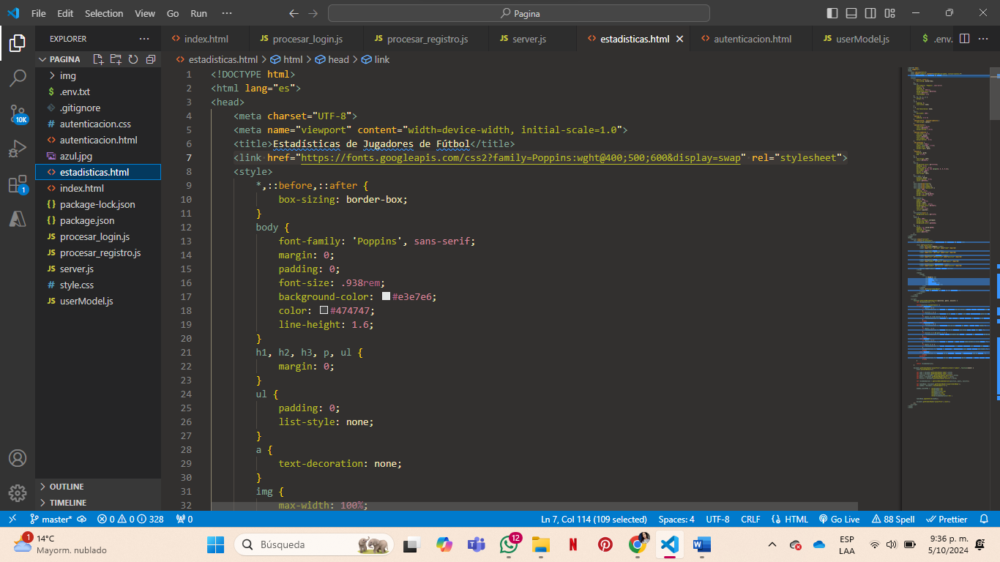 File Edit Selection View Go Run ··· Pagina
EXPLORER ···
PAGINA
img
.env.txt
.gitignore
autenticacion.css
autenticacion.html
azul.jpg
estadisticas.html
index.html
package-lock.json
package.json
procesar_login.js
procesar_registro.js
server.js
style.css
userModel.js
OUTLINE
TIMELINE
10K
1
index.html procesar_login.js procesar_registro.js server.js estadisticas.html autenticacion.html userModel.js .env.
estadisticas.html > html > head > link
1 <!DOCTYPE html>
2 <html lang="es">
3 <head>
4 <meta charset="UTF-8">
5 <meta name="viewport" content="width=device-width, initial-scale=1.0">
6 <title>Estadísticas de Jugadores de Fútbol</title>
7 <link href="https://fonts.googleapis.com/css2?family=Poppins:wght@400;500;600&display=swap" rel="stylesheet">
8 <style>
9 *,::before,::after {
10 box-sizing: border-box;
11 }
12 body {
13 font-family: 'Poppins', sans-serif;
14 margin: 0;
15 padding: 0;
16 font-size: .938rem;
17 background-color: #e3e7e6;
18 color: #474747;
19 line-height: 1.6;
20 }
21 h1, h2, h3, p, ul {
22 margin: 0;
23 }
24 ul {
25 padding: 0;
26 list-style: none;
27 }
28 a {
29 text-decoration: none;
30 }
31 img {
32 max-width: 100%;
master* 0 0 328 0 Ln 7, Col 114 (109 selected) Spaces: 4 UTF-8 CRLF HTML Go Live 88 Spell Prettier
1 14°C
Mayorm. nublado
Búsqueda
12
ESP
LAA
9:36 p. m.
5/10/2024